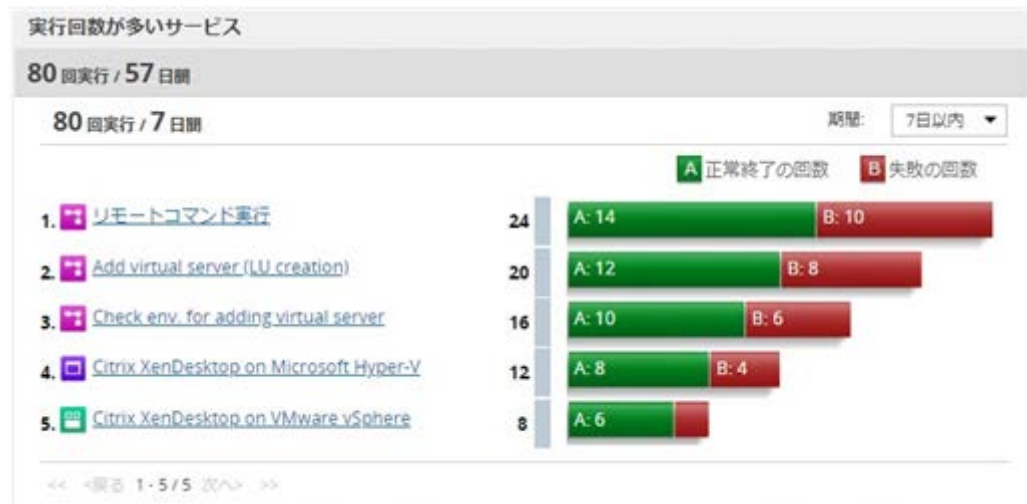 実行回数が多いサービス
80 回実行 / 57 日間
80 回実行 / 7 日間
期間: 7日以内
A 正常終了の回数 B 失敗の回数
1. リモートコマンド実行 24 A: 14 B: 10
2. Add virtual server (LU creation) 20 A: 12 B: 8
3. Check env. for adding virtual server 16 A: 10 B: 6
4. Citrix XenDesktop on Microsoft Hyper-V 12 A: 8 B: 4
5. Citrix XenDesktop on VMware vSphere 8 A: 6
<< <戻る 1 - 5 / 5 次へ> >>